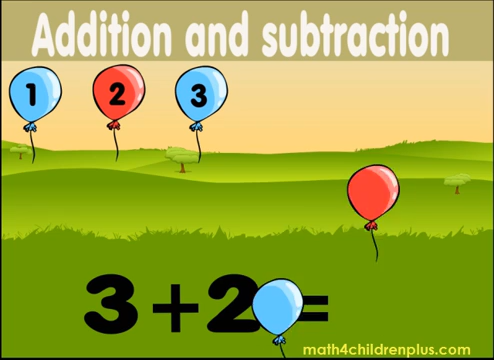 Addition and subtraction
1 2 3
3+2=
math4childrenplus.com